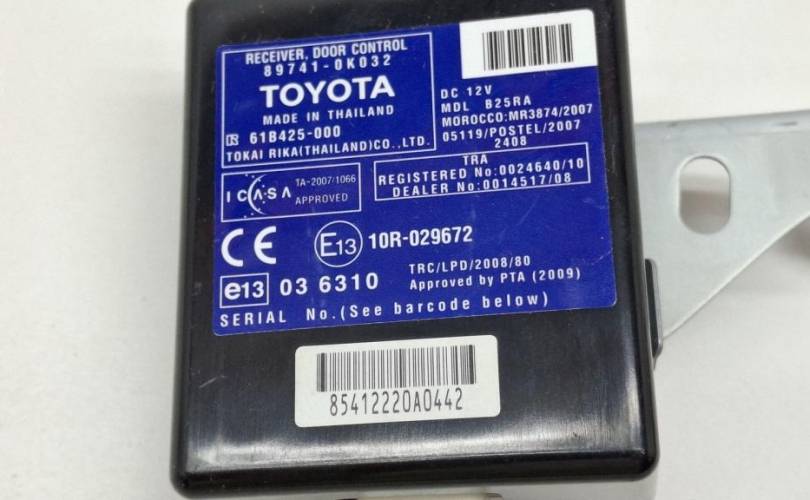 RECEIVER, DOOR CONTROL
89741-0K032
TOYOTA
MADE IN THAILAND
61B425-000
TOKAI RIKA(THAILAND)CO.,LTD.
DC 12V
MDL B25RA
MOROCCO:MR3874/2007
05119/POSTEL/2007
2408
TRA
REGISTERED No:0024640/10
DEALER No:0014517/08
ICASA
TA-2007/1066
APPROVED
CE
E13 10R-029672
e13 03 6310
TRC/LPD/2008/80
Approved by PTA (2009)
SERIAL No.(See barcode below)
85412220A0442